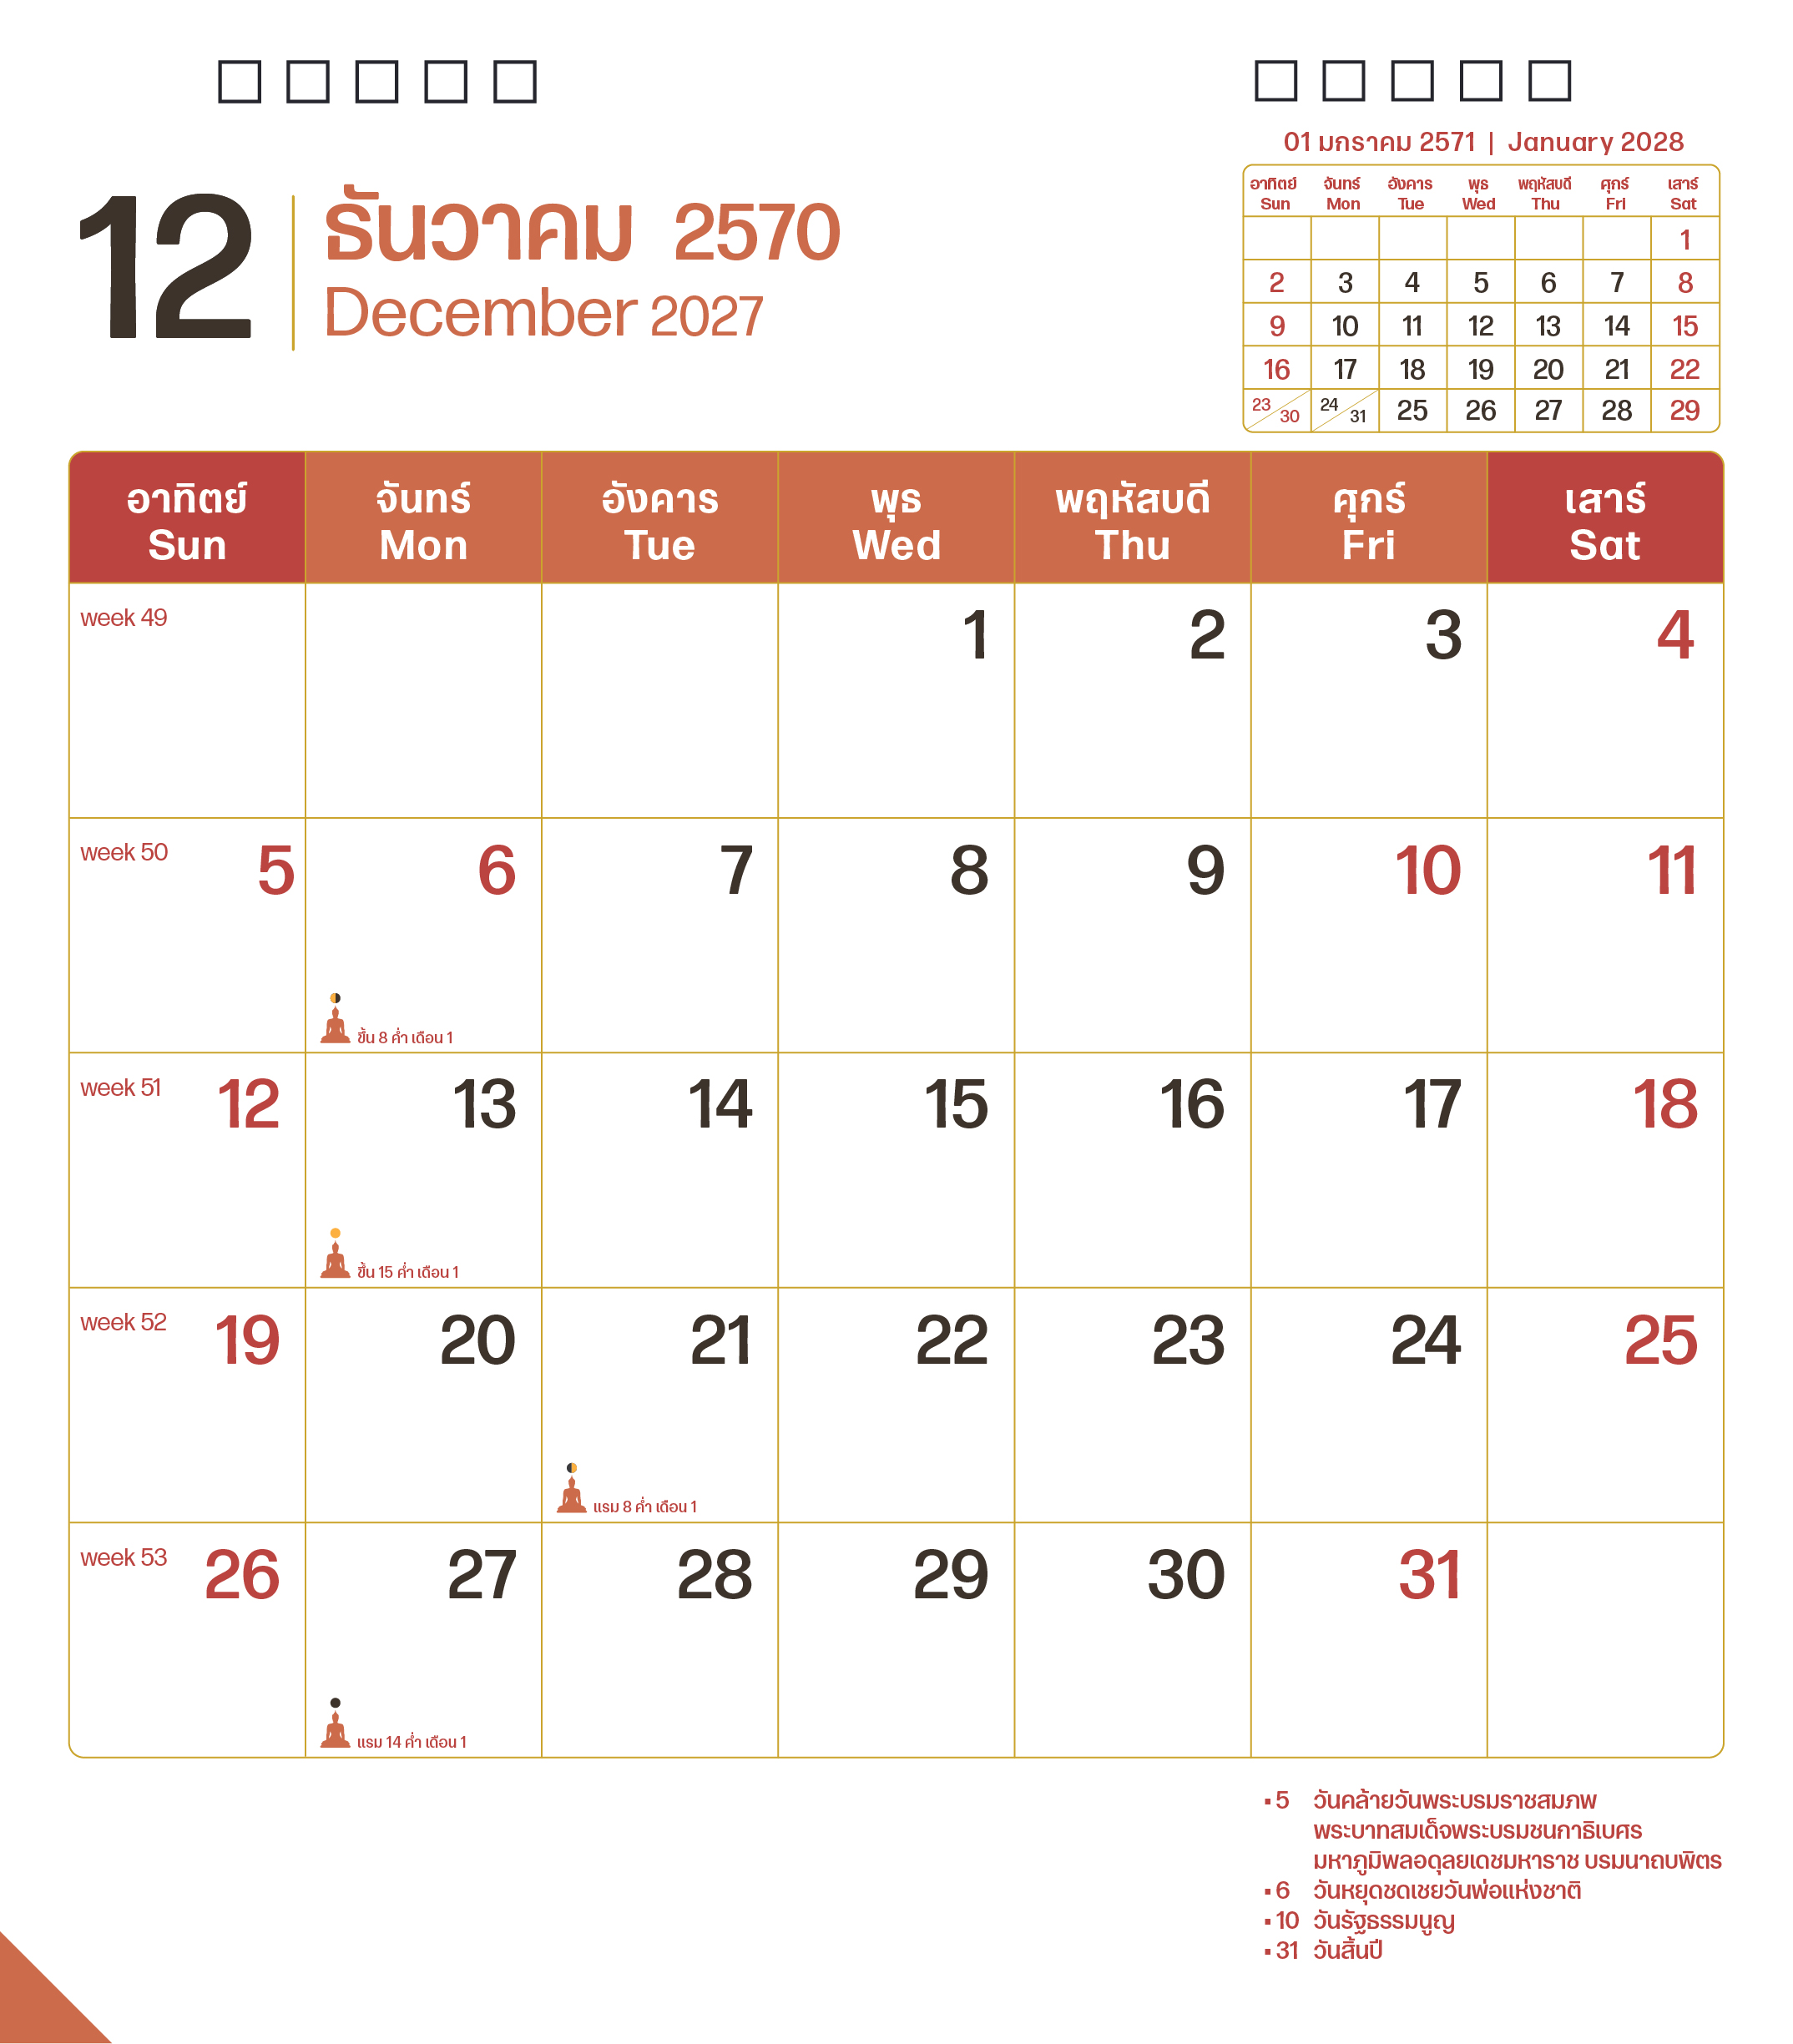 01 มกราคม 2571 | January 2028
อาทิตย์ จันทร์ อังคาร พุธ พฤหัสบดี ศุกร์ เสาร์
Sun Mon Tue Wed Thu Fri Sat
1
2 3 4 5 6 7 8
9 10 11 12 13 14 15
16 17 18 19 20 21 22
23 30 24 31 25 26 27 28 29
12
ธันวาคม 2570
December 2027
อาทิตย์ จันทร์ อังคาร พุธ พฤหัสบดี ศุกร์ เสาร์
Sun Mon Tue Wed Thu Fri Sat
week 49 1 2 3 4
week 50 5 6 7 8 9 10 11
ขึ้น 8 ค่ำ เดือน 1
week 51 12 13 14 15 16 17 18
ขึ้น 15 ค่ำ เดือน 1
week 52 19 20 21 22 23 24 25
แรม 8 ค่ำ เดือน 1
week 53 26 27 28 29 30 31
แรม 14 ค่ำ เดือน 1
▪ 5 วันคล้ายวันพระบรมราชสมภพ
พระบาทสมเด็จพระบรมชนกาธิเบศร
มหาภูมิพลอดุลยเดชมหาราช บรมนาถบพิตร
▪ 6 วันหยุดชดเชยวันพ่อแห่งชาติ
▪ 10 วันรัฐธรรมนูญ
▪ 31 วันสิ้นปี